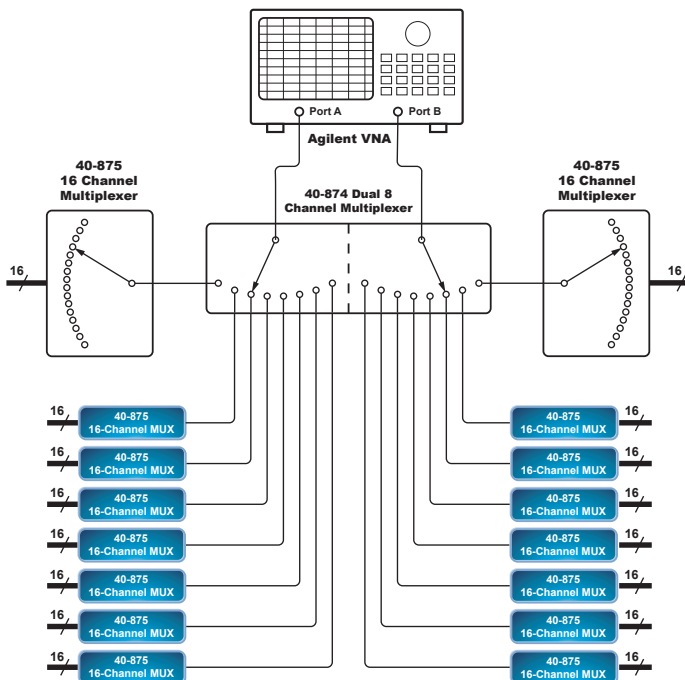 Port A
Port B
Agilent VNA
40-875
16 Channel
Multiplexer
40-874 Dual 8
Channel Multiplexer
40-875
16 Channel
Multiplexer
16
16
16
40-875
16-Channel MUX
40-875
16-Channel MUX
16
16
40-875
16-Channel MUX
40-875
16-Channel MUX
16
16
40-875
16-Channel MUX
40-875
16-Channel MUX
16
16
40-875
16-Channel MUX
40-875
16-Channel MUX
16
16
40-875
16-Channel MUX
40-875
16-Channel MUX
16
16
40-875
16-Channel MUX
40-875
16-Channel MUX
16
16
40-875
16-Channel MUX
40-875
16-Channel MUX
16